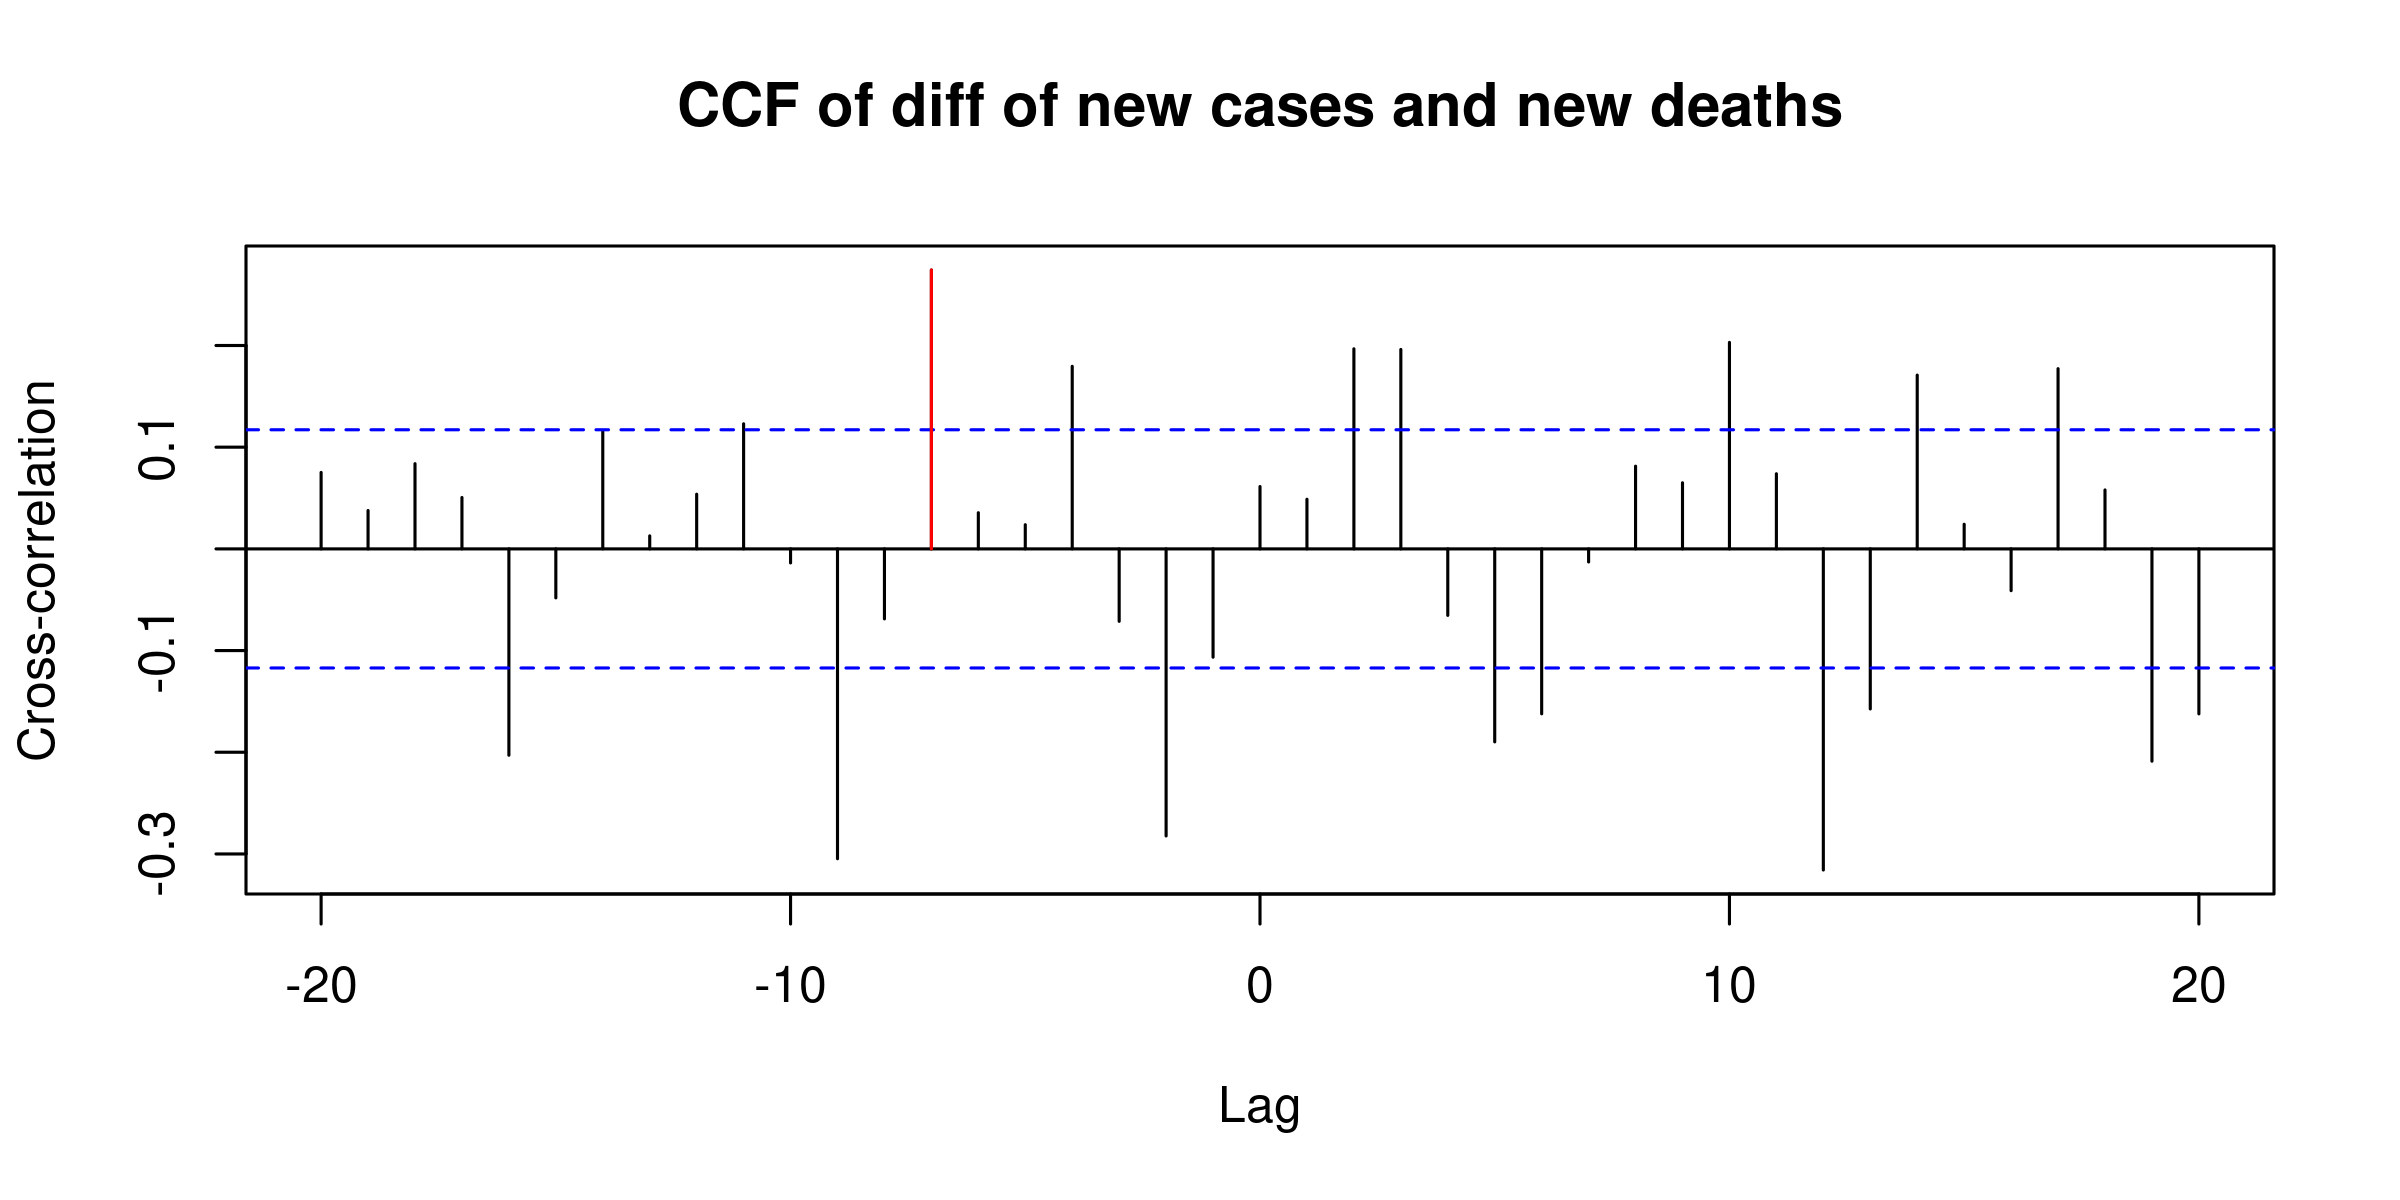 CCF of diff of new cases and new deaths
Cross-correlation
0.1
-0.1
-0.3
-20 -10 0 10 20
Lag